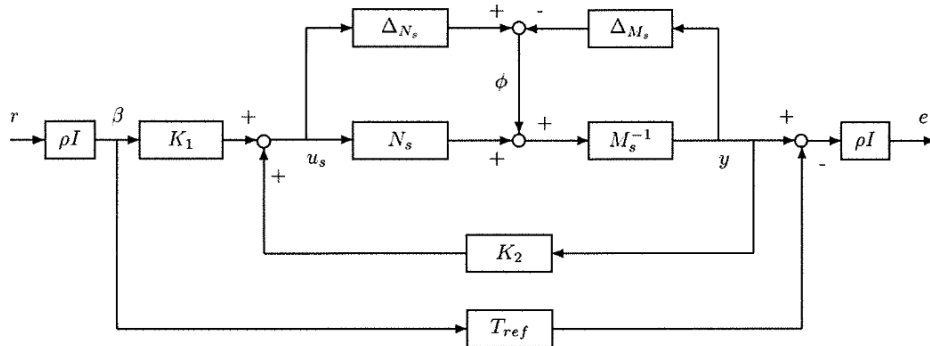 Δ_{N_s} + - Δ_{M_s}
ϕ
r β + + + e
ρI K_1 N_s M_s^{-1} ρI
+ u_s + y -
K_2
T_{ref}